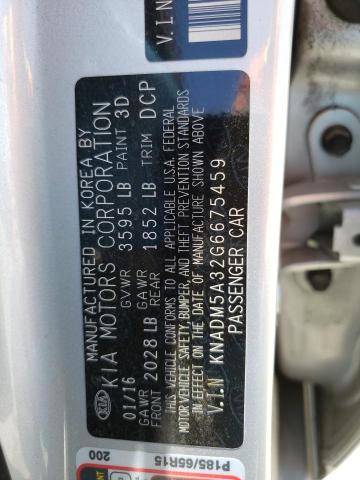 V.I.N
MANUFACTURED IN KOREA BY
KIA
KIA MOTORS CORPORATION
01/16 GVWR 3595 LB PAINT 3D
GAWR GAWR
FRONT 2028 LB REAR 1852 LB TRIM DCP
THIS VEHICLE CONFORMS TO ALL APPLICABLE U.S.A. FEDERAL
MOTOR VEHICLE SAFETY, BUMPER, AND THEFT PREVENTION STANDARDS
IN EFFECT ON THE DATE OF MANUFACTURE SHOWN ABOVE
V.I.N KNADM5A32G6675459
PASSENGER CAR
P185/65R15
200